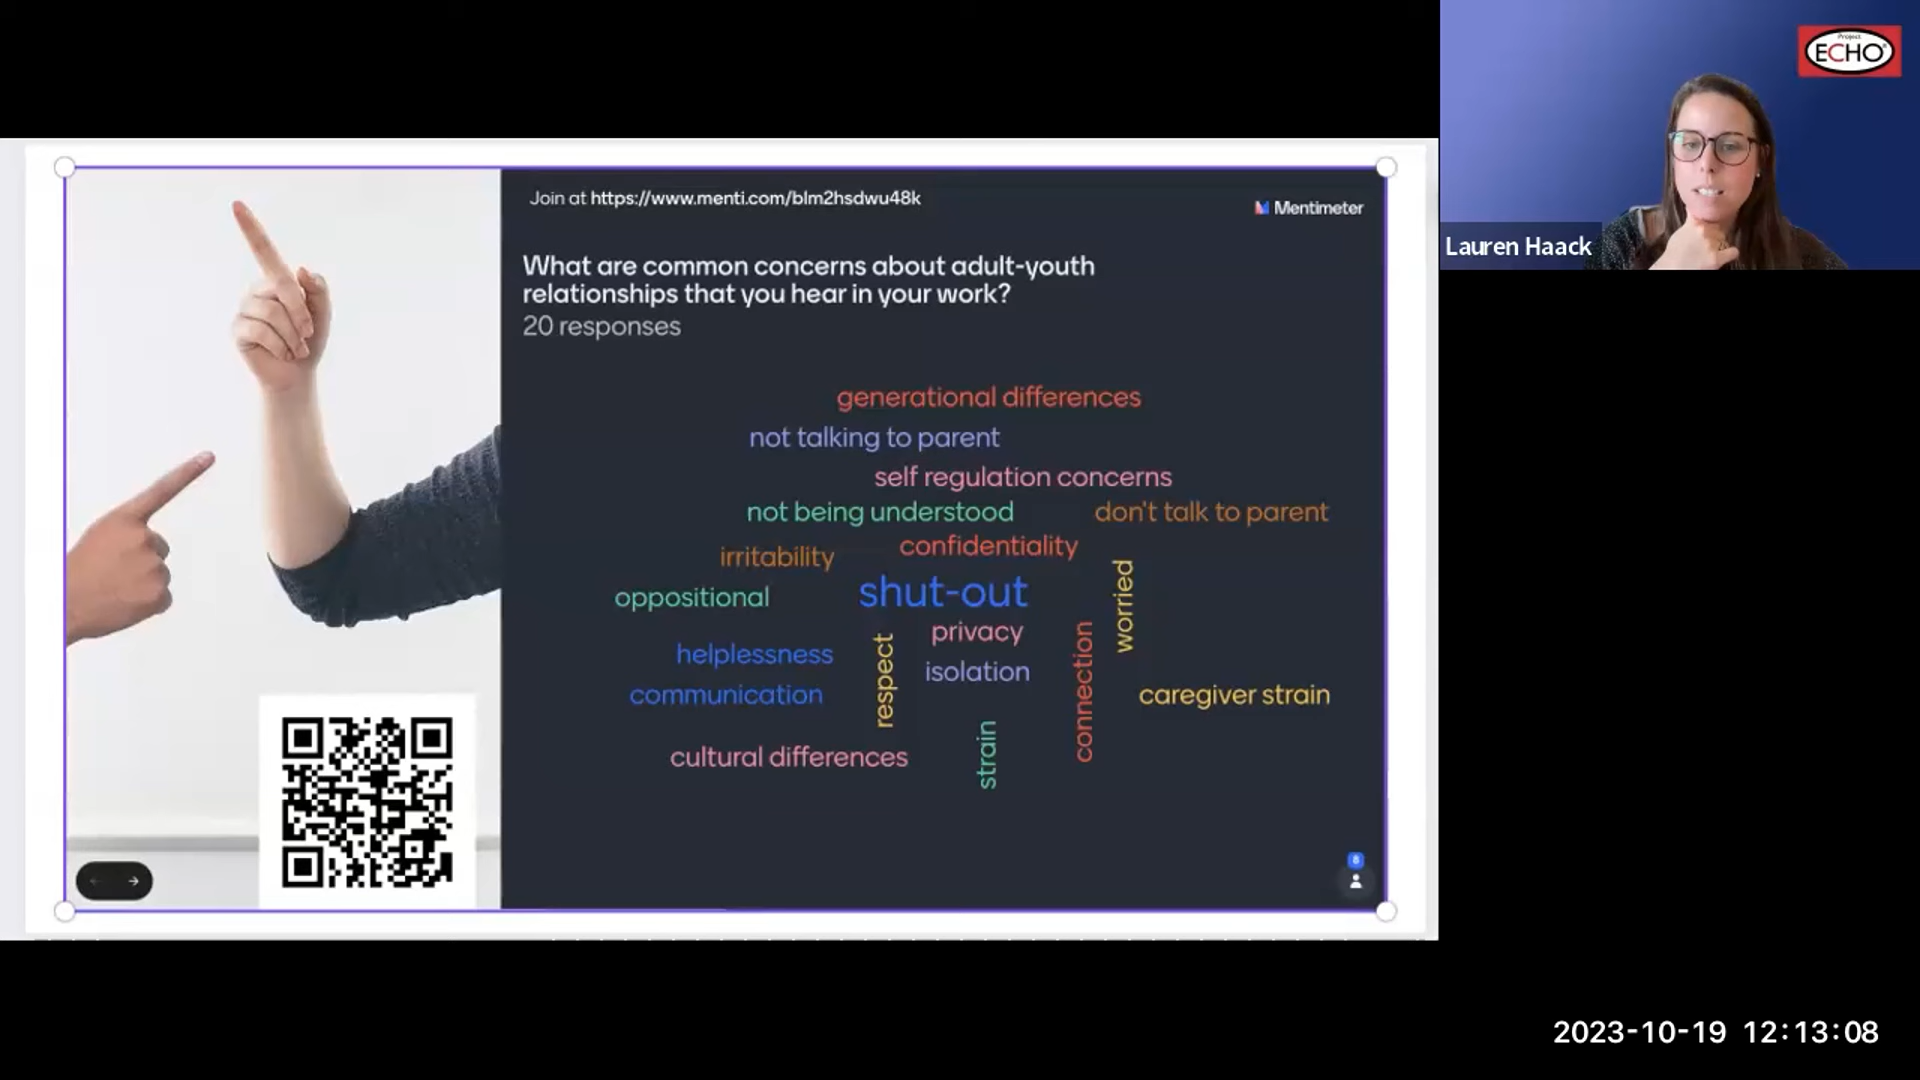 Join at https://www.menti.com/blm2hsdwu48k
Mentimeter
What are common concerns about adult-youth
relationships that you hear in your work?
20 responses
generational differences
not talking to parent
self regulation concerns
not being understood
don't talk to parent
confidentiality
irritability
shut-out
worried
oppositional
privacy
helplessness
respect
isolation
connection
communication
caregiver strain
strain
cultural differences
8
Project
ECHO
Lauren Haack
2023-10-19 12:13:08